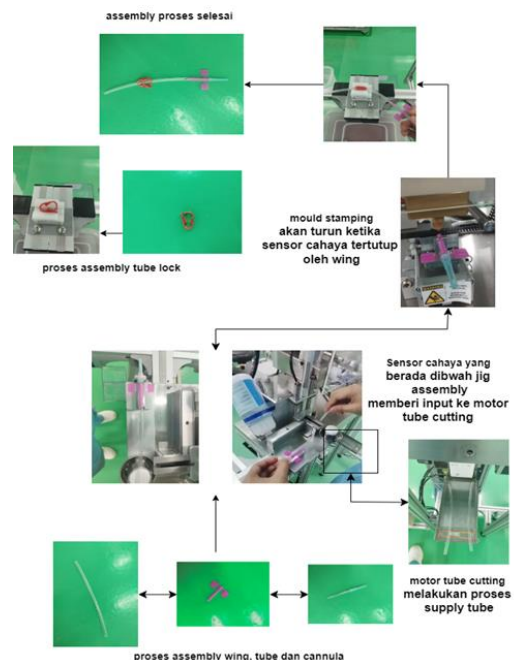 assembly proses selesai
mould stamping
akan turun ketika
sensor cahaya tertutup
oleh wing
proses assembly tube lock
Sensor cahaya yang
berada dibwah jig
assembly
memberi input ke motor
tube cutting
motor tube cutting
melakukan proses
supply tube
proses assembly wing, tube dan cannula